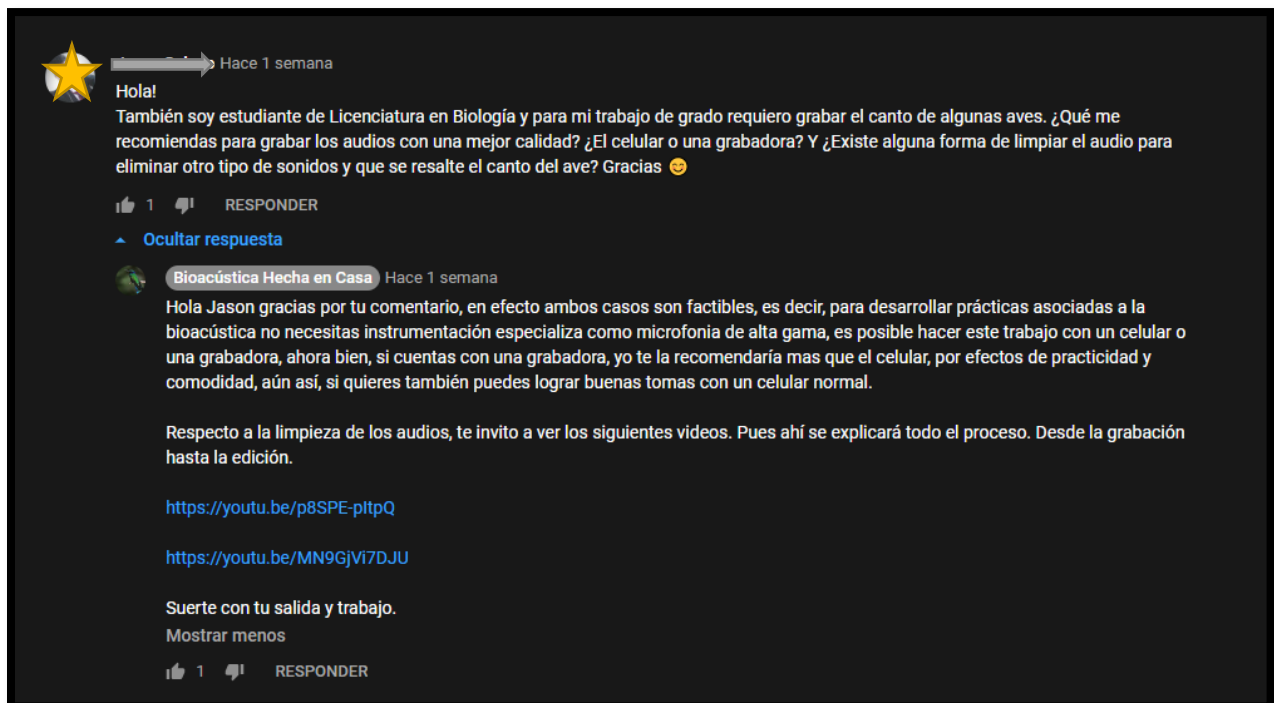 Hace 1 semana
Hola!
También soy estudiante de Licenciatura en Biología y para mi trabajo de grado requiero grabar el canto de algunas aves. ¿Qué me
recomiendas para grabar los audios con una mejor calidad? ¿El celular o una grabadora? Y ¿Existe alguna forma de limpiar el audio para
eliminar otro tipo de sonidos y que se resalte el canto del ave? Gracias 😊
1 RESPONDER
Ocultar respuesta
Bioacústica Hecha en Casa Hace 1 semana
Hola Jason gracias por tu comentario, en efecto ambos casos son factibles, es decir, para desarrollar prácticas asociadas a la
bioacústica no necesitas instrumentación especializa como microfonia de alta gama, es posible hacer este trabajo con un celular o
una grabadora, ahora bien, si cuentas con una grabadora, yo te la recomendaría mas que el celular, por efectos de practicidad y
comodidad, aún así, si quieres también puedes lograr buenas tomas con un celular normal.
Respecto a la limpieza de los audios, te invito a ver los siguientes videos. Pues ahí se explicará todo el proceso. Desde la grabación
hasta la edición.
https://youtu.be/p8SPE-pItpQ
https://youtu.be/MN9GjVi7DJU
Suerte con tu salida y trabajo.
Mostrar menos
1 RESPONDER